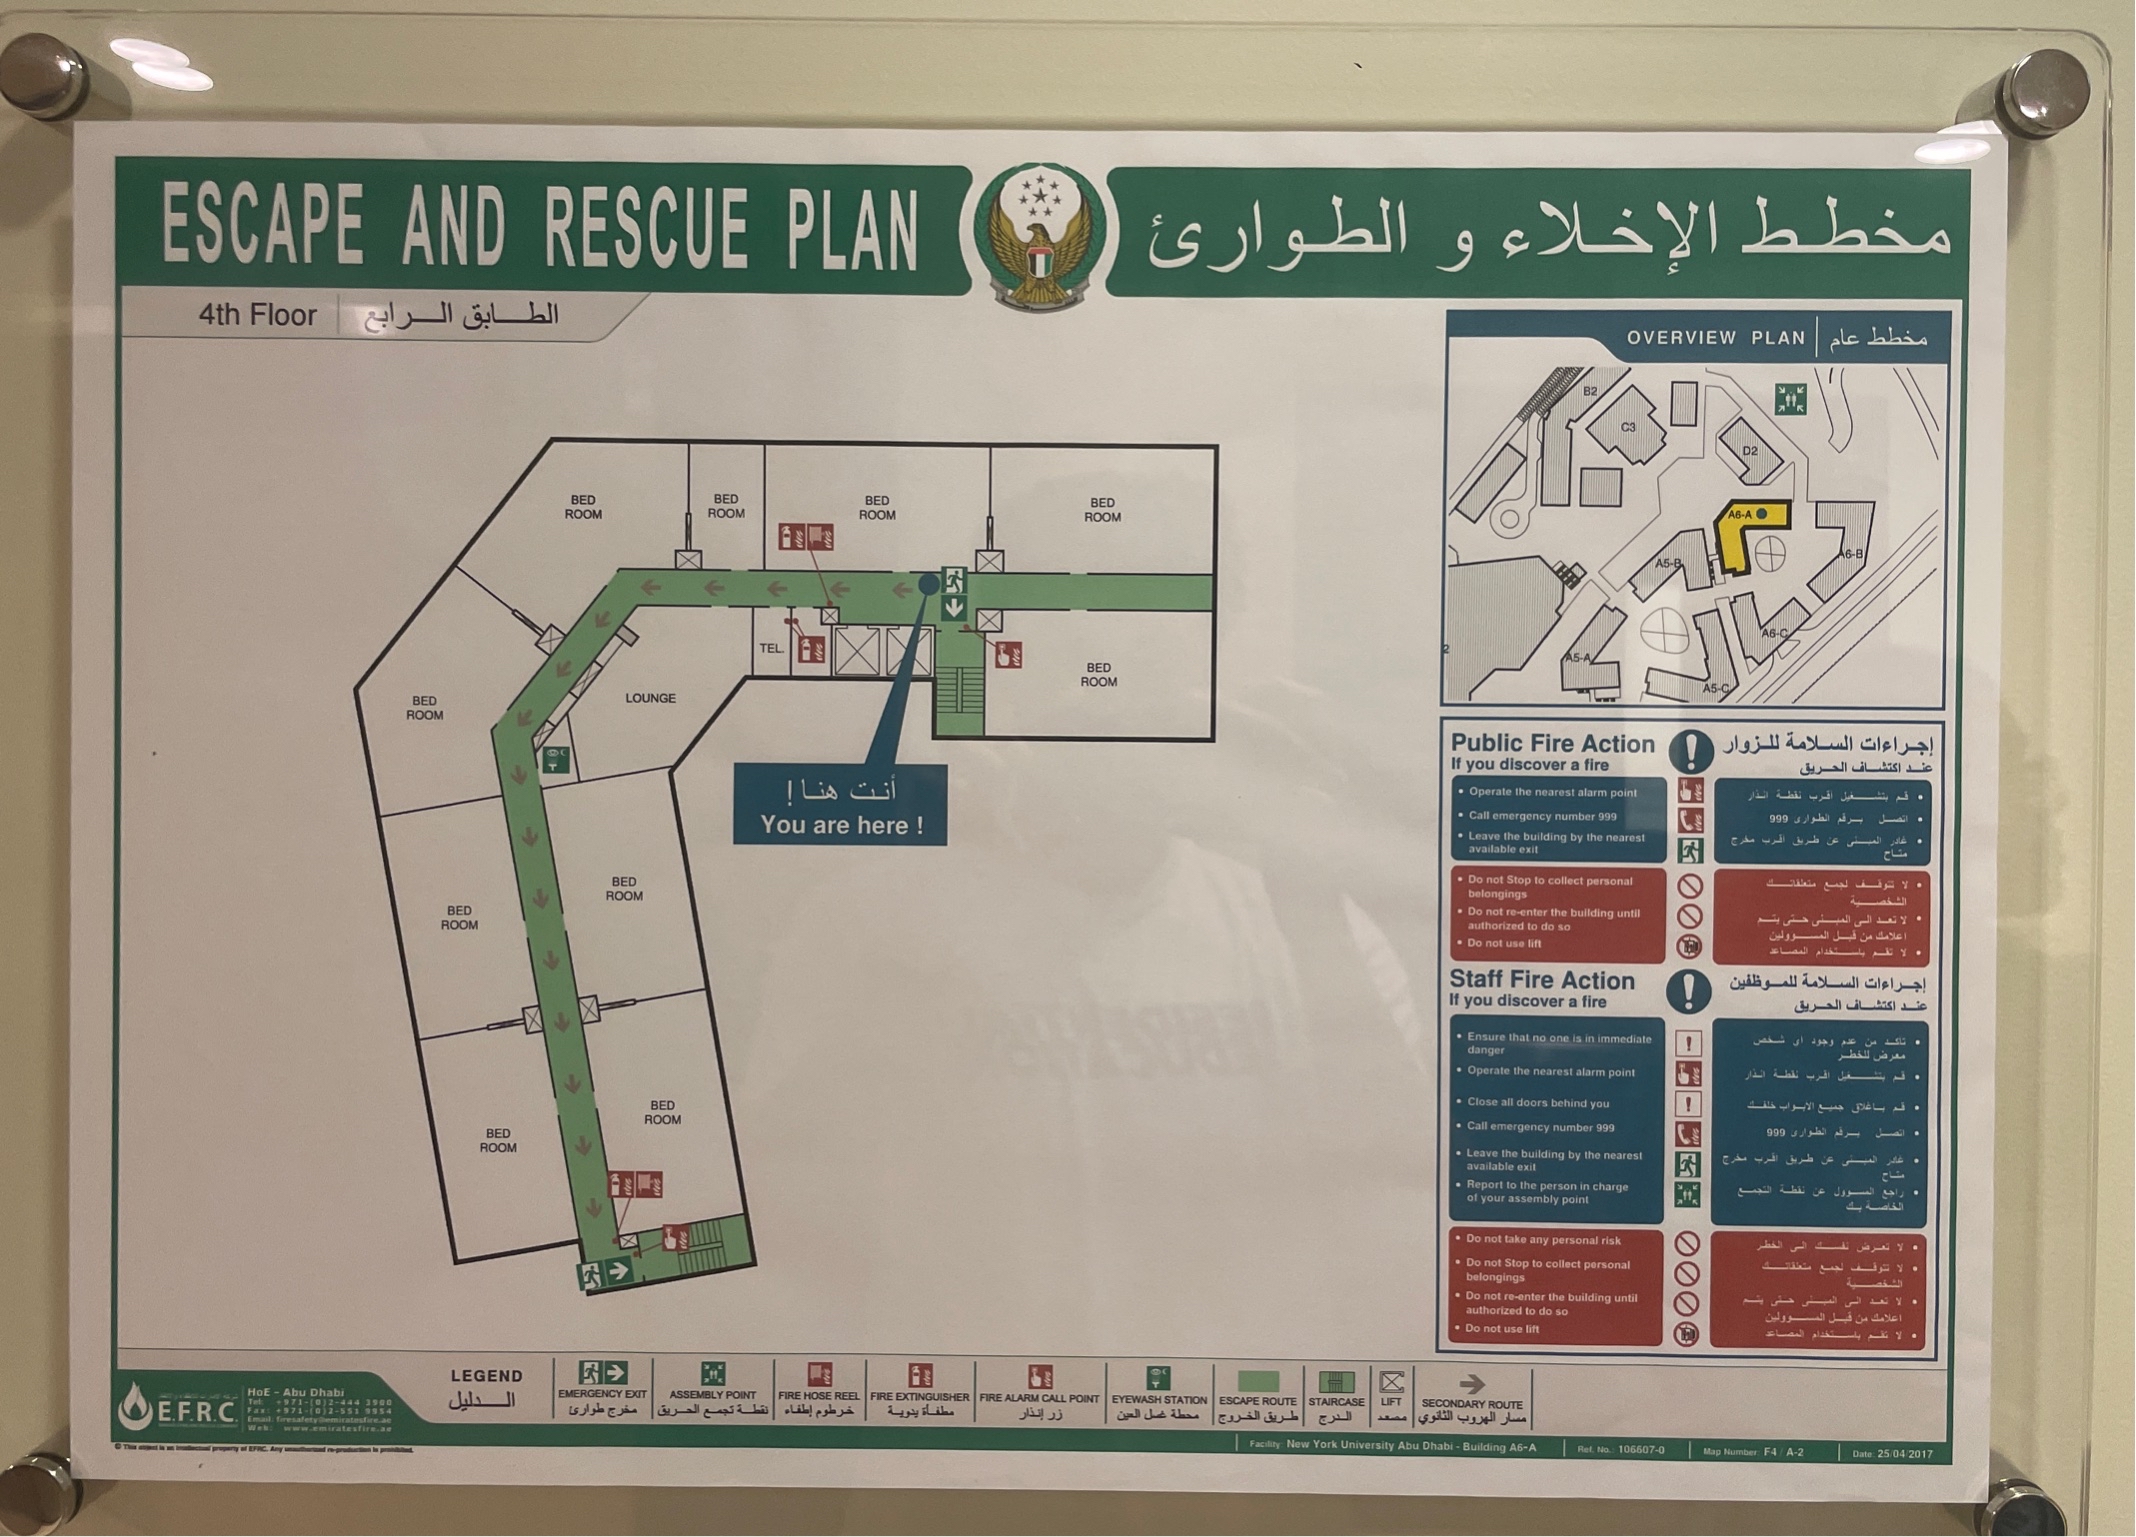 ESCAPE AND RESCUE PLAN
مخطط الإخلاء و الطوارئ
4th Floor
الطابق الرابع
BED
ROOM
BED
ROOM
BED
ROOM
BED
ROOM
TEL.
LOUNGE
BED
ROOM
BED
ROOM
BED
ROOM
BED
ROOM
BED
ROOM
BED
ROOM
أنت هنا !
You are here !
OVERVIEW PLAN
مخطط عام
B2
C3
D2
A6-A
A6-B
A5-B
A6-C
A5-A
A5-C
2
Public Fire Action
If you discover a fire
إجراءات السلامة للزوار
عند اكتشاف الحريق
• Operate the nearest alarm point
• Call emergency number 999
• Leave the building by the nearest
available exit
• قم بتشغيل اقرب نقطة انذار
• اتصل برقم الطوارى 999
• غادر المبنى عن طريق اقرب مخرج
متاح
• Do not Stop to collect personal
belongings
• Do not re-enter the building until
authorized to do so
• Do not use lift
• لا تتوقف لجمع متعلقاتك
الشخصية
• لا تعد الى المبنى حتى يتم
اعلامك من قبل المسؤولين
• لا تقم باستخدام المصاعد
Staff Fire Action
If you discover a fire
إجراءات السلامة للموظفين
عند اكتشاف الحريق
• Ensure that no one is in immediate
danger
• Operate the nearest alarm point
• Close all doors behind you
• Call emergency number 999
• Leave the building by the nearest
available exit
• Report to the person in charge
of your assembly point
• تأكد من عدم وجود اى شخص
معرض للخطر
• قم بتشغيل اقرب نقطة انذار
• قم باغلاق جميع الابواب خلفك
• اتصل برقم الطوارى 999
• غادر المبنى عن طريق اقرب مخرج
متاح
• راجع المسؤول عن نقطة التجمع
الخاصة بك
• Do not take any personal risk
• Do not Stop to collect personal
belongings
• Do not re-enter the building until
authorized to do so
• Do not use lift
• لا تعرض نفسك الى الخطر
• لا تتوقف لجمع متعلقاتك
الشخصية
• لا تعد الى المبنى حتى يتم
اعلامك من قبل المسؤولين
• لا تقم باستخدام المصاعد
E.F.R.C.
HoE - Abu Dhabi
Tel: +971-(0)2-444 3980
Fax: +971-(0)2-551 9954
Email: firesafety@emiratesfire.ae
Web: www.emiratesfire.ae
LEGEND
الدليل
EMERGENCY EXIT
مخرج طوارئ
ASSEMBLY POINT
نقطة تجمع الحريق
FIRE HOSE REEL
خرطوم إطفاء
FIRE EXTINGUISHER
مطفأة يدوية
FIRE ALARM CALL POINT
زر إنذار
EYEWASH STATION
محطة غسل العين
ESCAPE ROUTE
طريق الخروج
STAIRCASE
الدرج
LIFT
مصعد
SECONDARY ROUTE
مسار الهروب الثانوي
© This object is an intellectual property of EFRC. Any unauthorized re-production is prohibited.
Facility: New York University Abu Dhabi - Building A6-A
Ref. No.: 106607-0
Map Number: F4 / A-2
Date: 25/04/2017